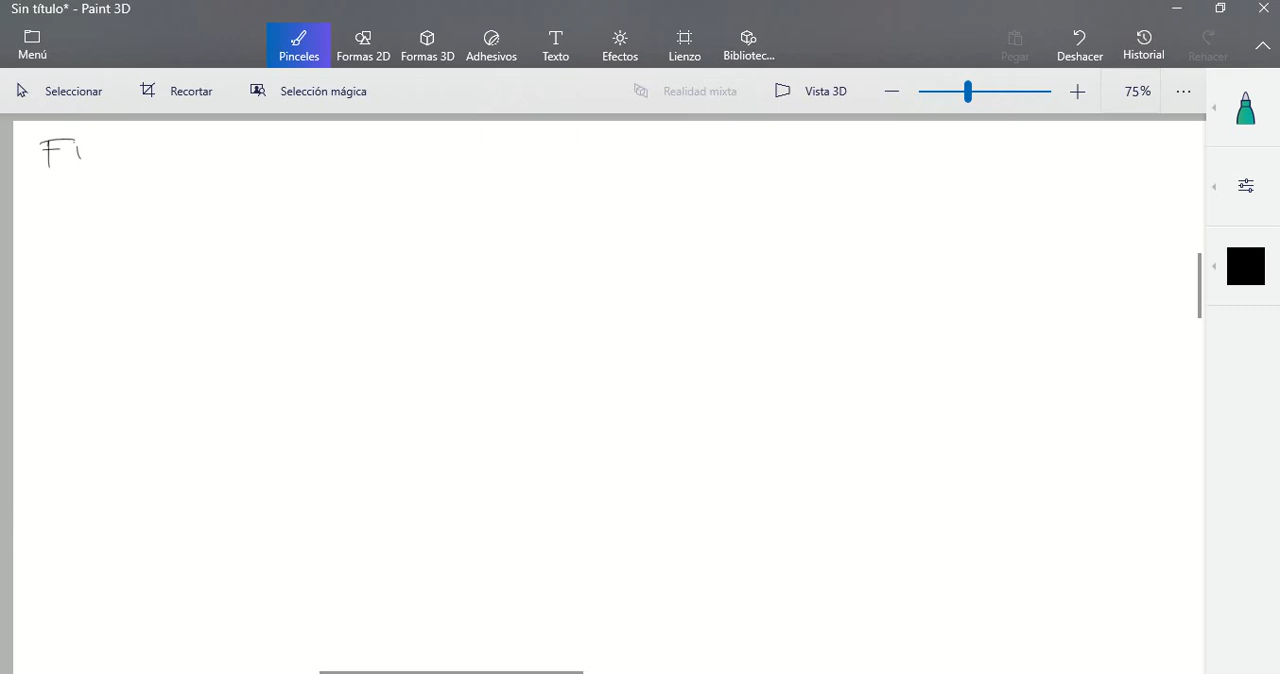 Sin título* - Paint 3D
Menú
Pinceles
Formas 2D
Formas 3D
Adhesivos
Texto
Efectos
Lienzo
Bibliotec...
Pegar
Deshacer
Historial
Rehacer
Seleccionar
Recortar
Selección mágica
Realidad mixta
Vista 3D
75%
Fi